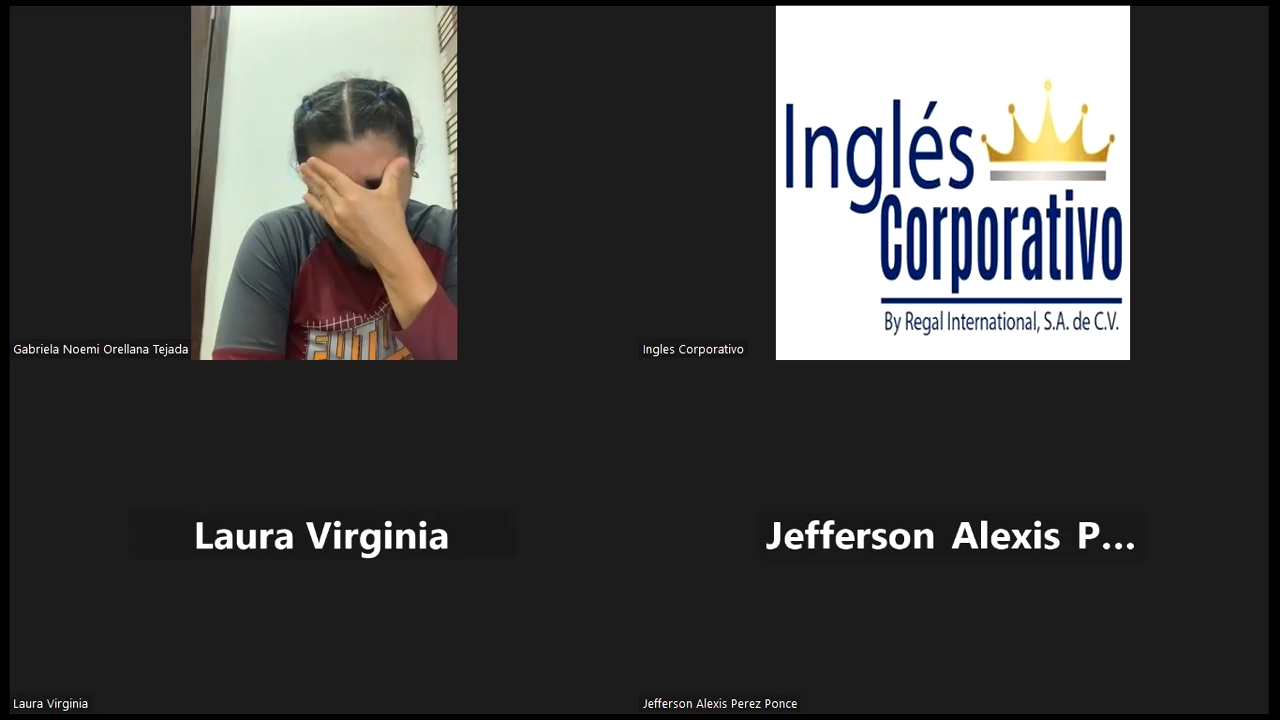 Gabriela Noemi Orellana Tejada
Inglés
Corporativo
By Regal International, S.A. de C.V.
Ingles Corporativo
Laura Virginia
Jefferson Alexis P...
Laura Virginia
Jefferson Alexis Perez Ponce